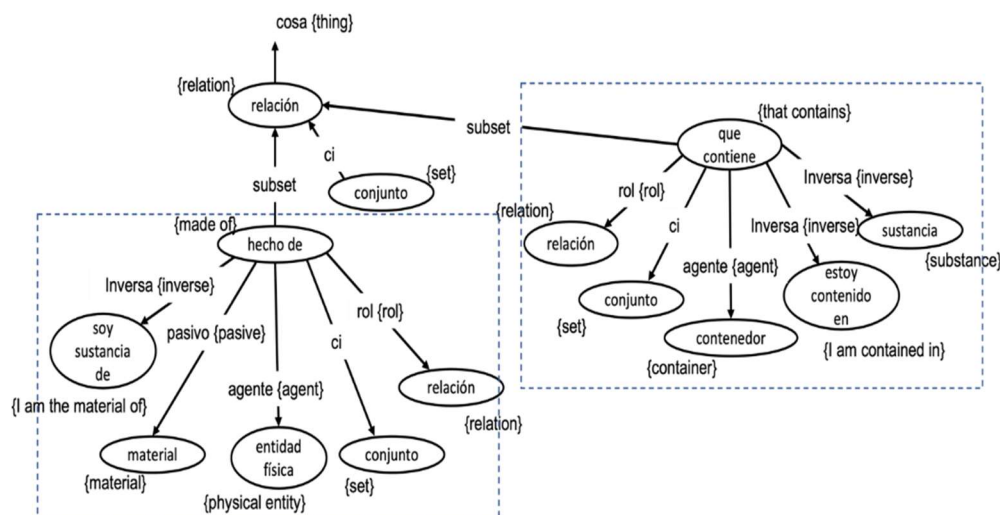 cosa {thing}
{relation}
relación
subset
ci
{set}
conjunto
subset
{made of}
hecho de
Inversa {inverse}
soy
sustancia
de
{I am the material of}
pasivo {pasive}
material
{material}
agente {agent}
entidad
física
{physical entity}
ci
conjunto
{set}
rol {rol}
relación
{relation}
{that contains}
que
contiene
rol {rol}
{relation}
relación
ci
conjunto
{set}
agente {agent}
contenedor
{container}
Inversa {inverse}
estoy
contenido
en
{I am contained in}
Inversa {inverse}
sustancia
{substance}